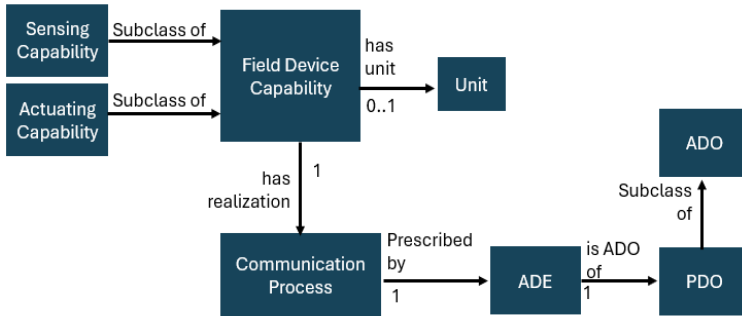 Sensing
Capability
Subclass of
Field Device
Capability
has
unit
0..1
Unit
Actuating
Capability
Subclass of
ADO
has
realization
1
Subclass
of
Communication
Process
Prescribed
by
1
ADE
is ADO
of
1
PDO